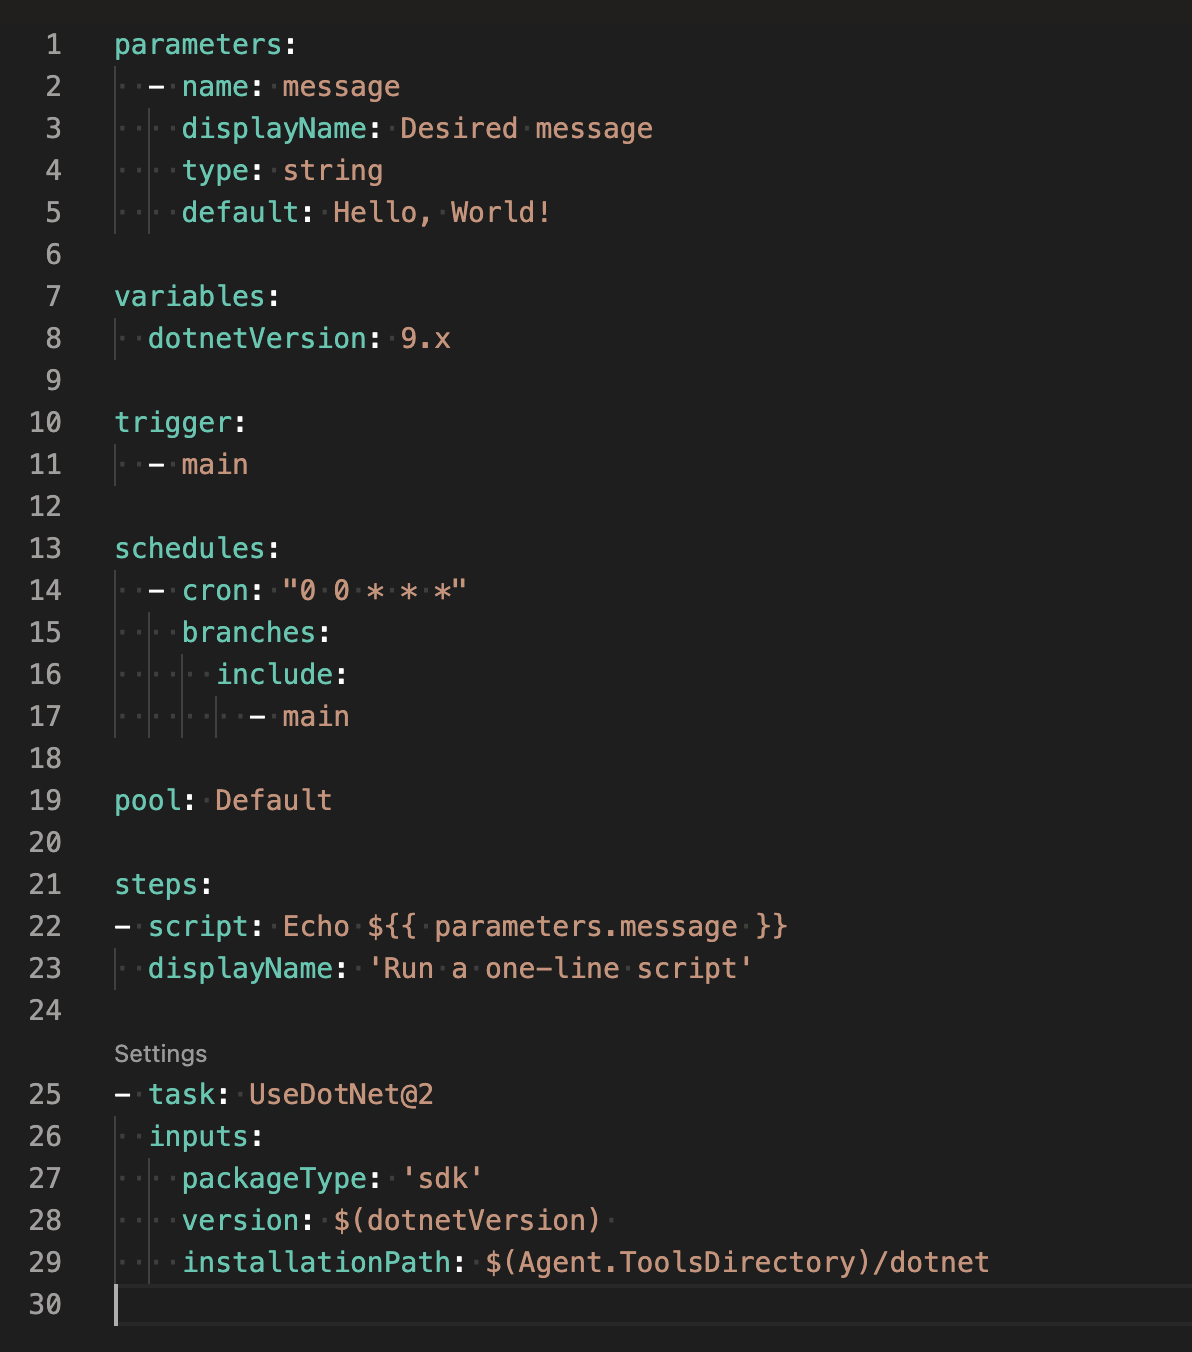 1 parameters:
2   - name: message
3     displayName: Desired message
4     type: string
5     default: Hello, World!
6
7 variables:
8   dotnetVersion: 9.x
9
10 trigger:
11   - main
12
13 schedules:
14   - cron: "0 0 * * *"
15     branches:
16       include:
17         - main
18
19 pool: Default
20
21 steps:
22 - script: Echo ${{ parameters.message }}
23   displayName: 'Run a one-line script'
24
Settings
25 - task: UseDotNet@2
26   inputs:
27     packageType: 'sdk'
28     version: $(dotnetVersion)
29     installationPath: $(Agent.ToolsDirectory)/dotnet
30